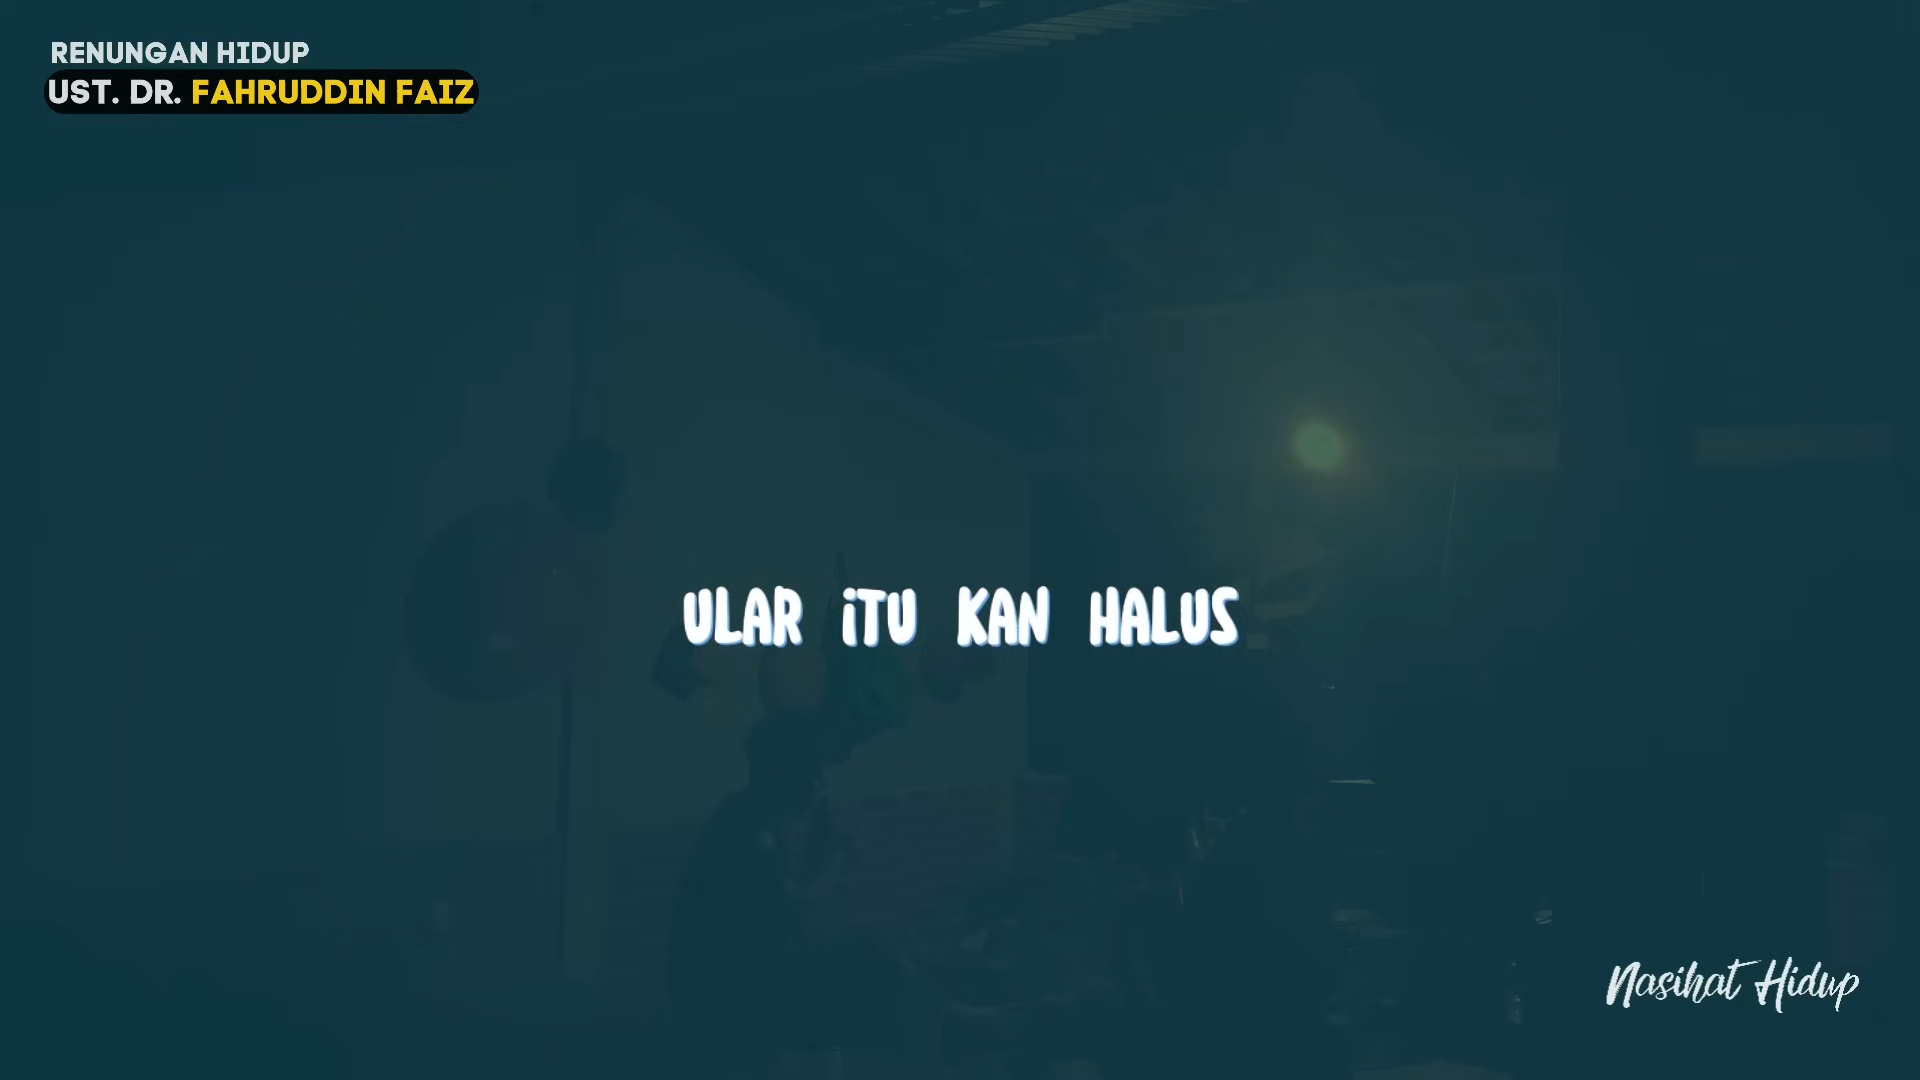 RENUNGAN HIDUP
UST. DR. FAHRUDDIN FAIZ
ULAR iTU KAN HALUS
Nasihat Hidup